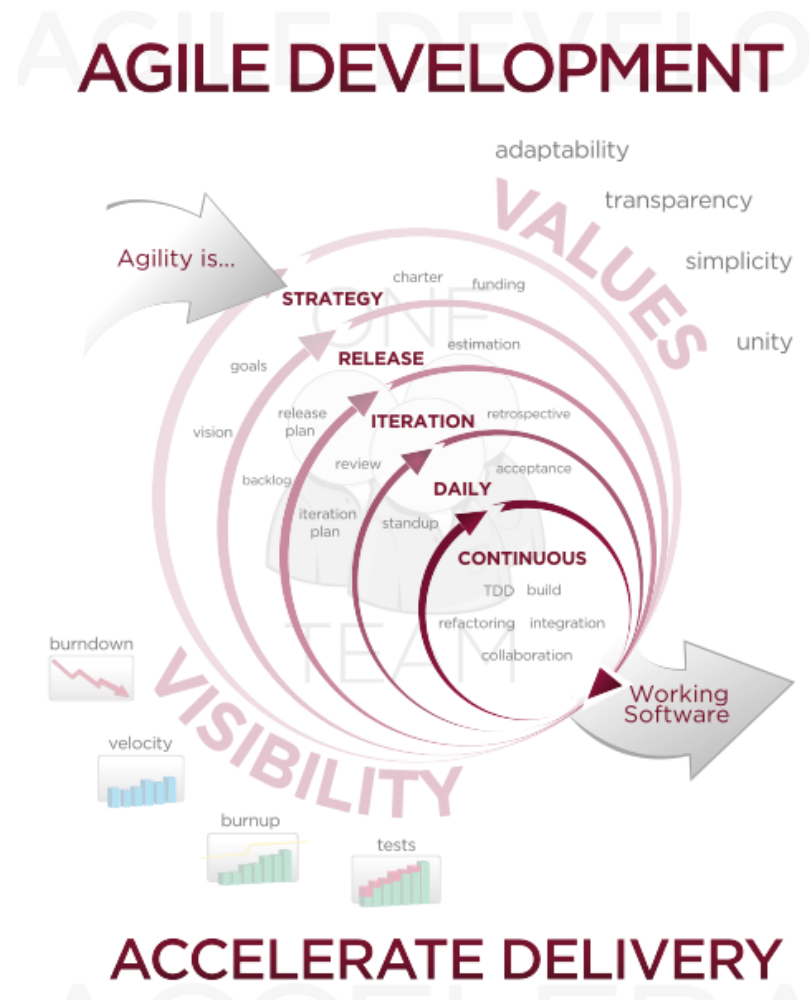 AGILE DEVELOPMENT
adaptability
VALUES
transparency
simplicity
unity
Agility is...
STRATEGY
charter
funding
ONE
goals
RELEASE
estimation
vision
release
plan
ITERATION
retrospective
backlog
review
acceptance
iteration
plan
DAILY
standup
CONTINUOUS
TDD build
refactoring integration
collaboration
TEAM
Working
Software
VISIBILITY
burndown
velocity
burnup
tests
ACCELERATE DELIVERY